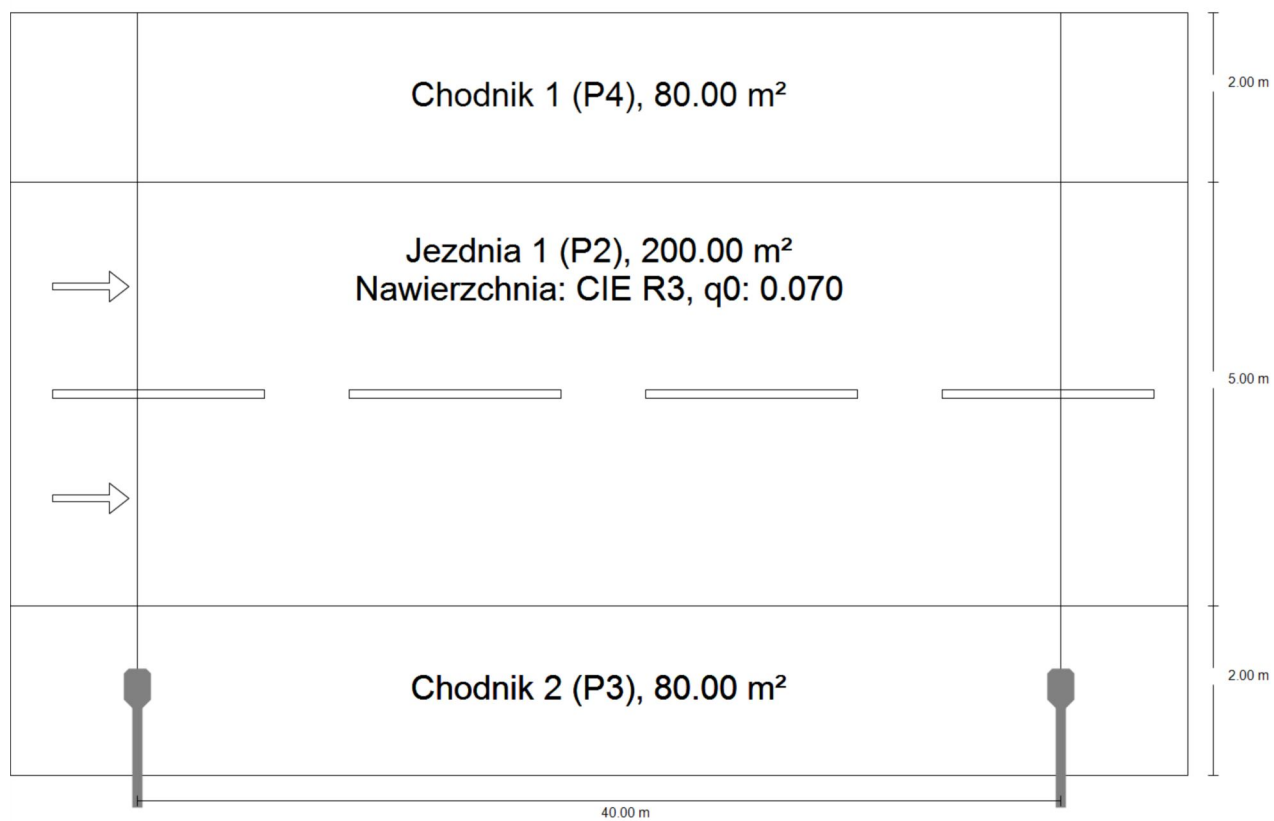 Chodnik 1 (P4), 80.00 m²
2.00 m
Jezdnia 1 (P2), 200.00 m²
Nawierzchnia: CIE R3, q0: 0.070
5.00 m
Chodnik 2 (P3), 80.00 m²
2.00 m
40.00 m